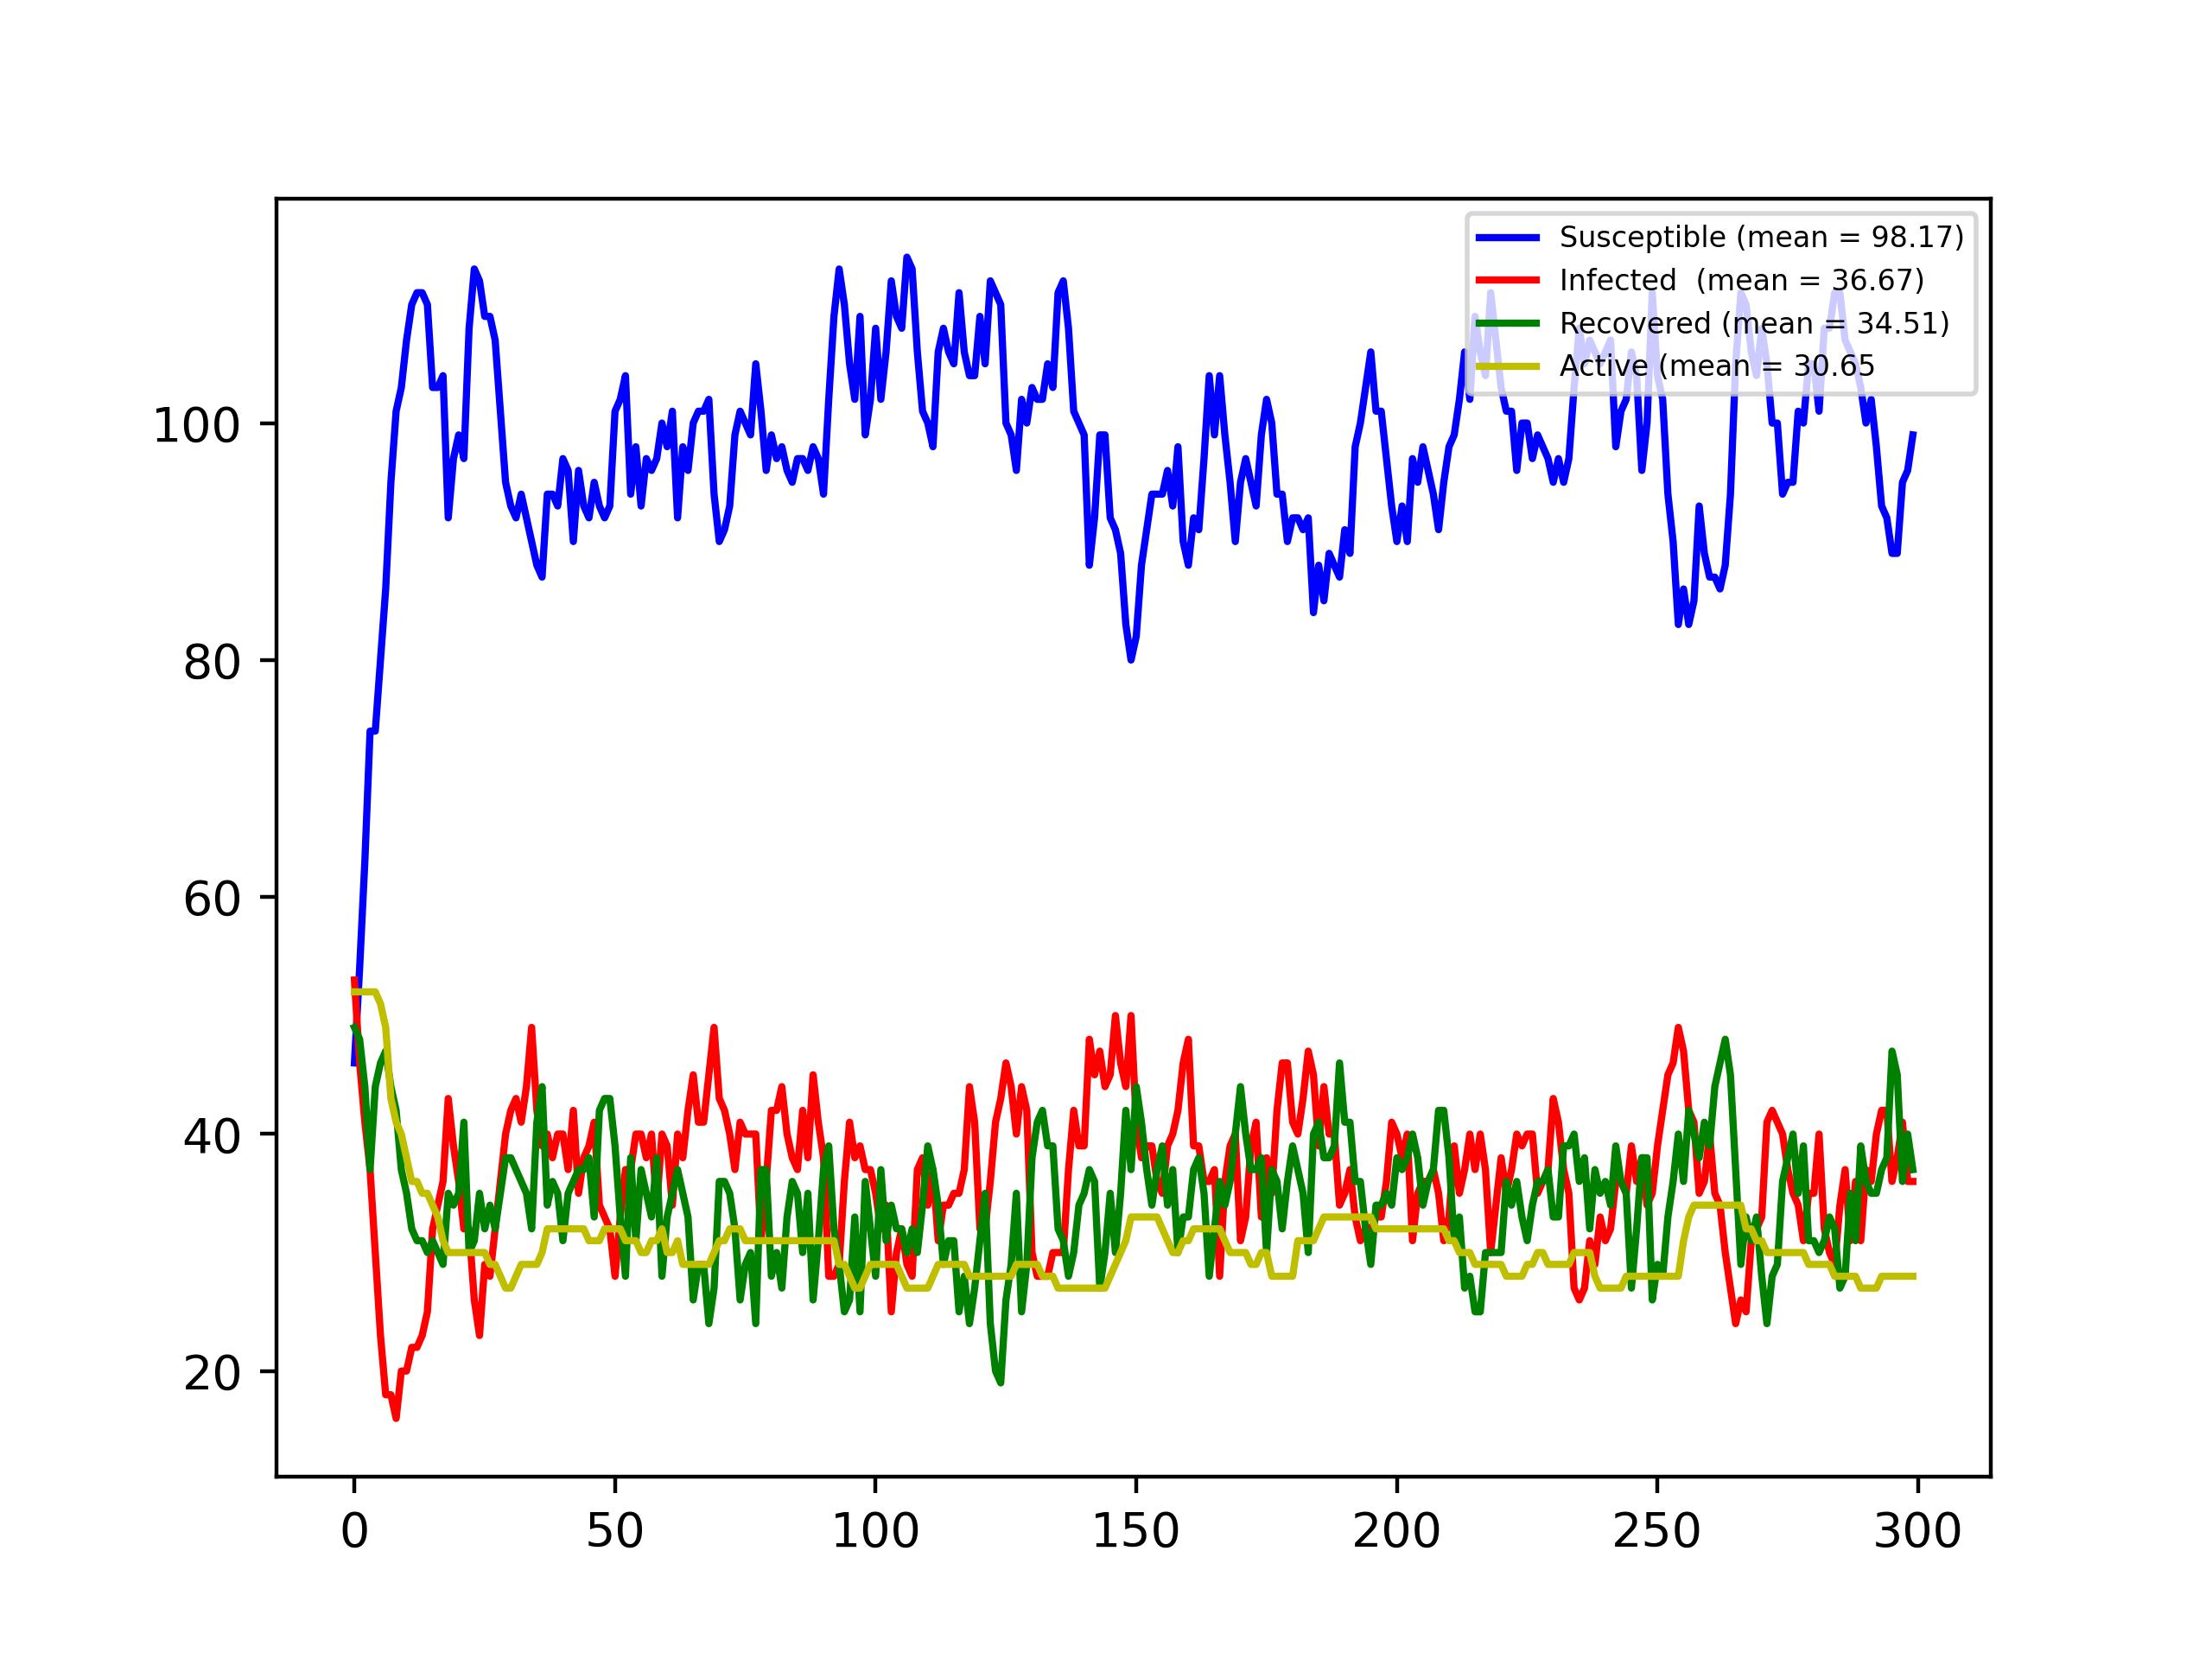 Susceptible (mean = 98.17)
Infected  (mean = 36.67)
Recovered (mean = 34.51)
Active (mean = 30.65
100
80
60
40
20
0 50 100 150 200 250 300